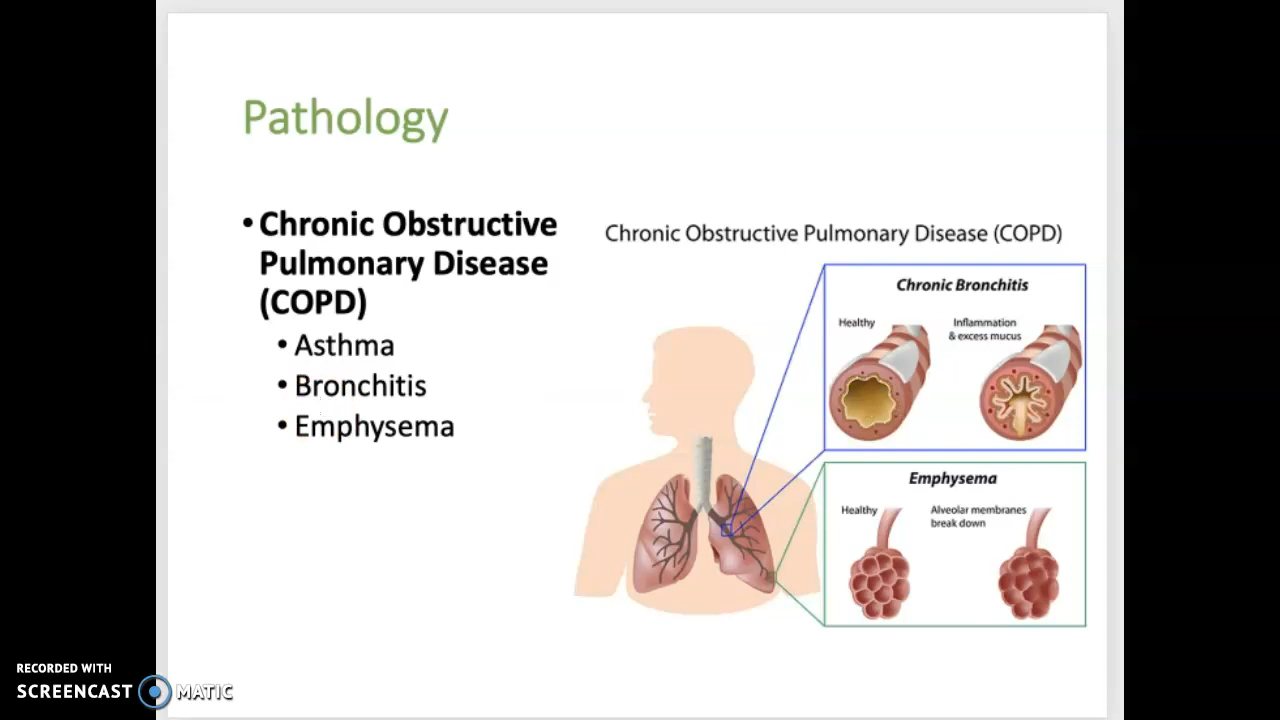 Pathology
• Chronic Obstructive
Pulmonary Disease
(COPD)
• Asthma
• Bronchitis
• Emphysema
Chronic Obstructive Pulmonary Disease (COPD)
Chronic Bronchitis
Healthy
Inflammation
& excess mucus
Emphysema
Healthy
Alveolar membranes
break down
RECORDED WITH
SCREENCAST MATIC